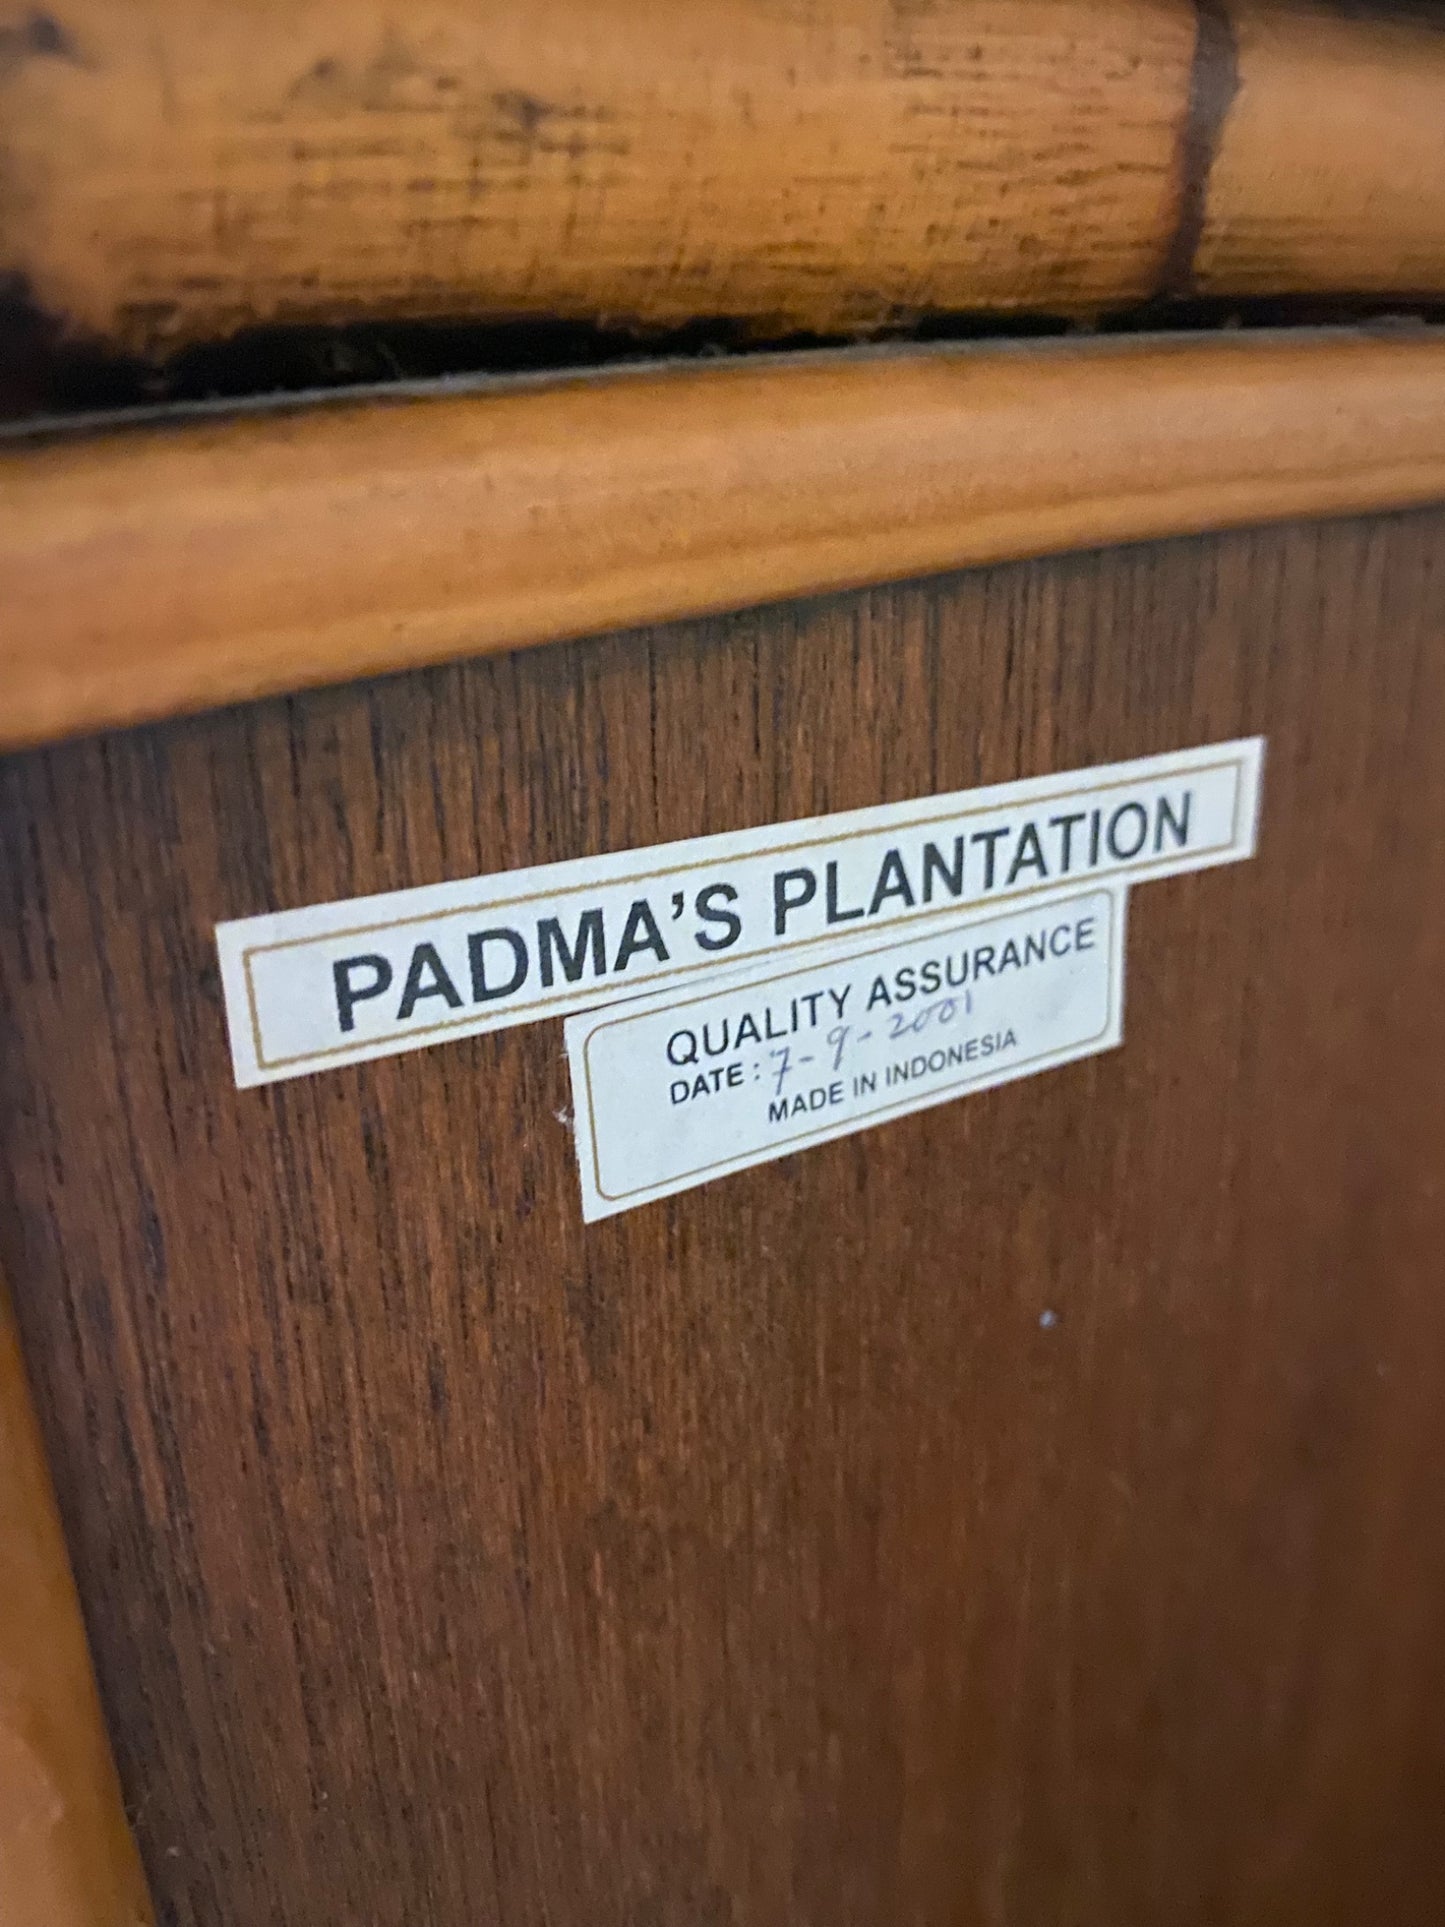 PADMA'S PLANTATION
QUALITY ASSURANCE
DATE : 7-9-2001
MADE IN INDONESIA